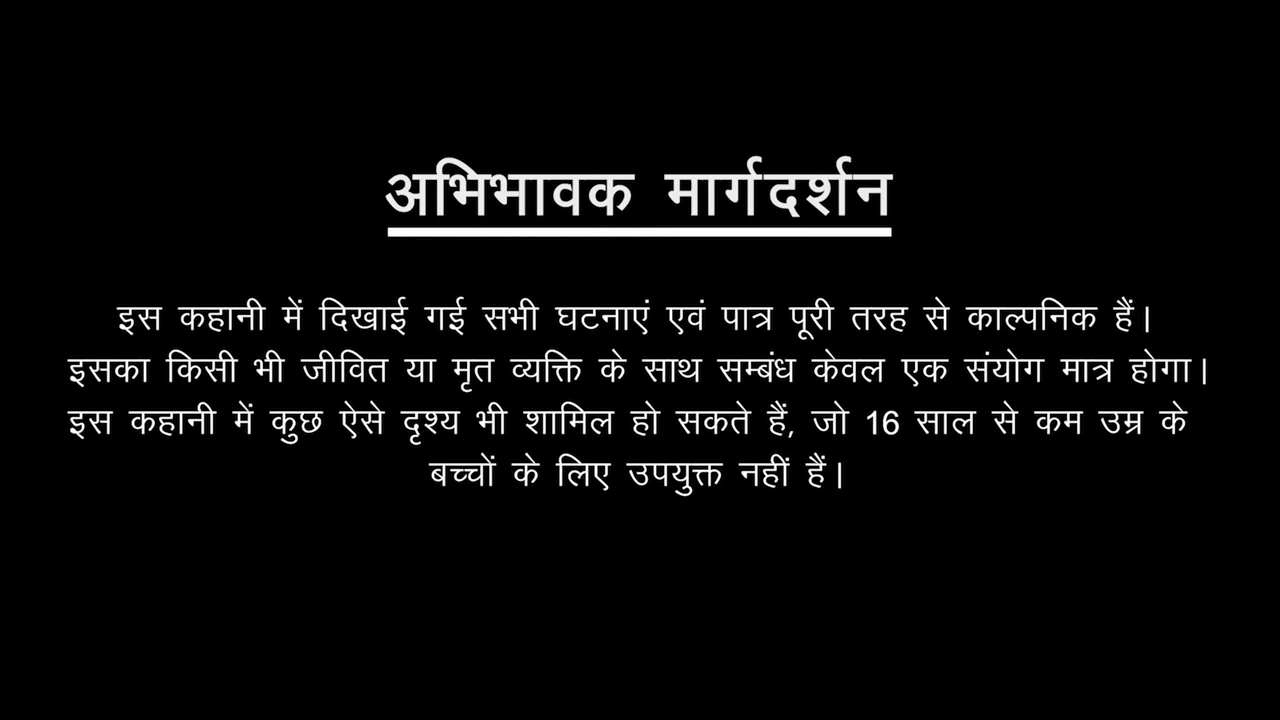 अभिभावक मार्गदर्शन
इस कहानी में दिखाई गई सभी घटनाएं एवं पात्र पूरी तरह से काल्पनिक हैं।
इसका किसी भी जीवित या मृत व्यक्ति के साथ सम्बंध केवल एक संयोग मात्र होगा।
इस कहानी में कुछ ऐसे दृश्य भी शामिल हो सकते हैं, जो 16 साल से कम उम्र के
बच्चों के लिए उपयुक्त नहीं हैं।